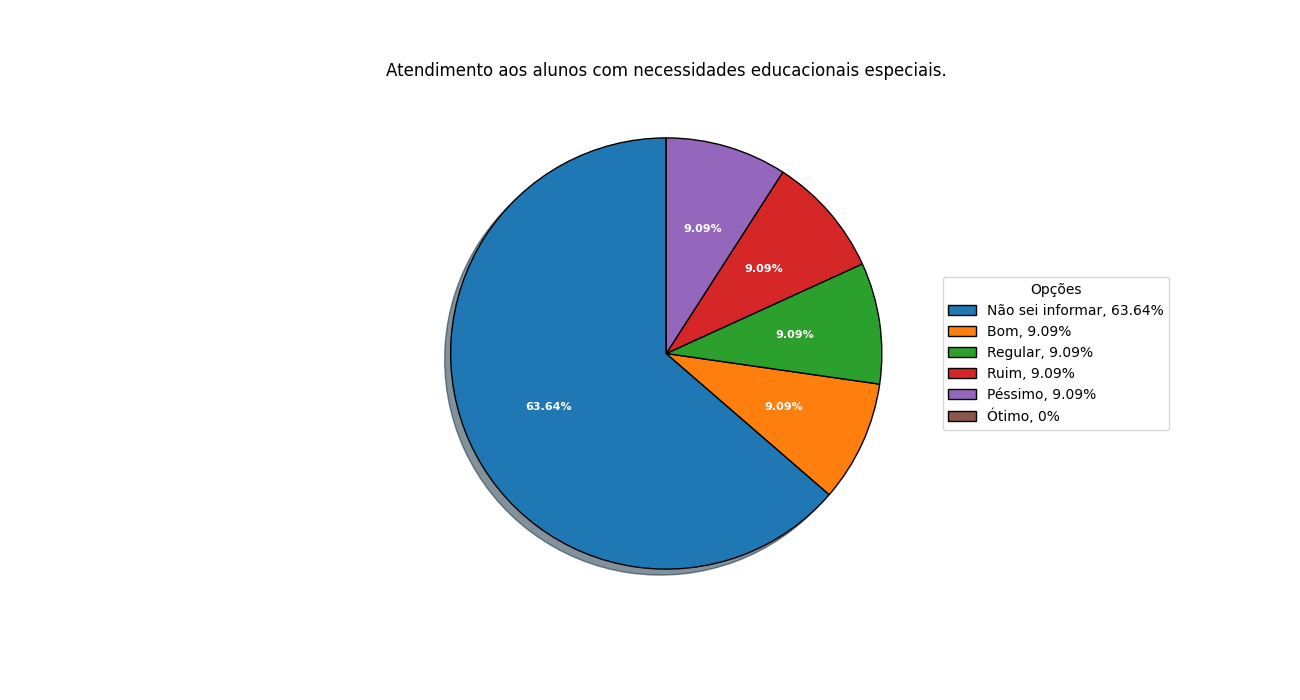 Atendimento aos alunos com necessidades educacionais especiais.
9.09%
9.09%
9.09%
9.09%
63.64%
Opções
Não sei informar, 63.64%
Bom, 9.09%
Regular, 9.09%
Ruim, 9.09%
Péssimo, 9.09%
Ótimo, 0%